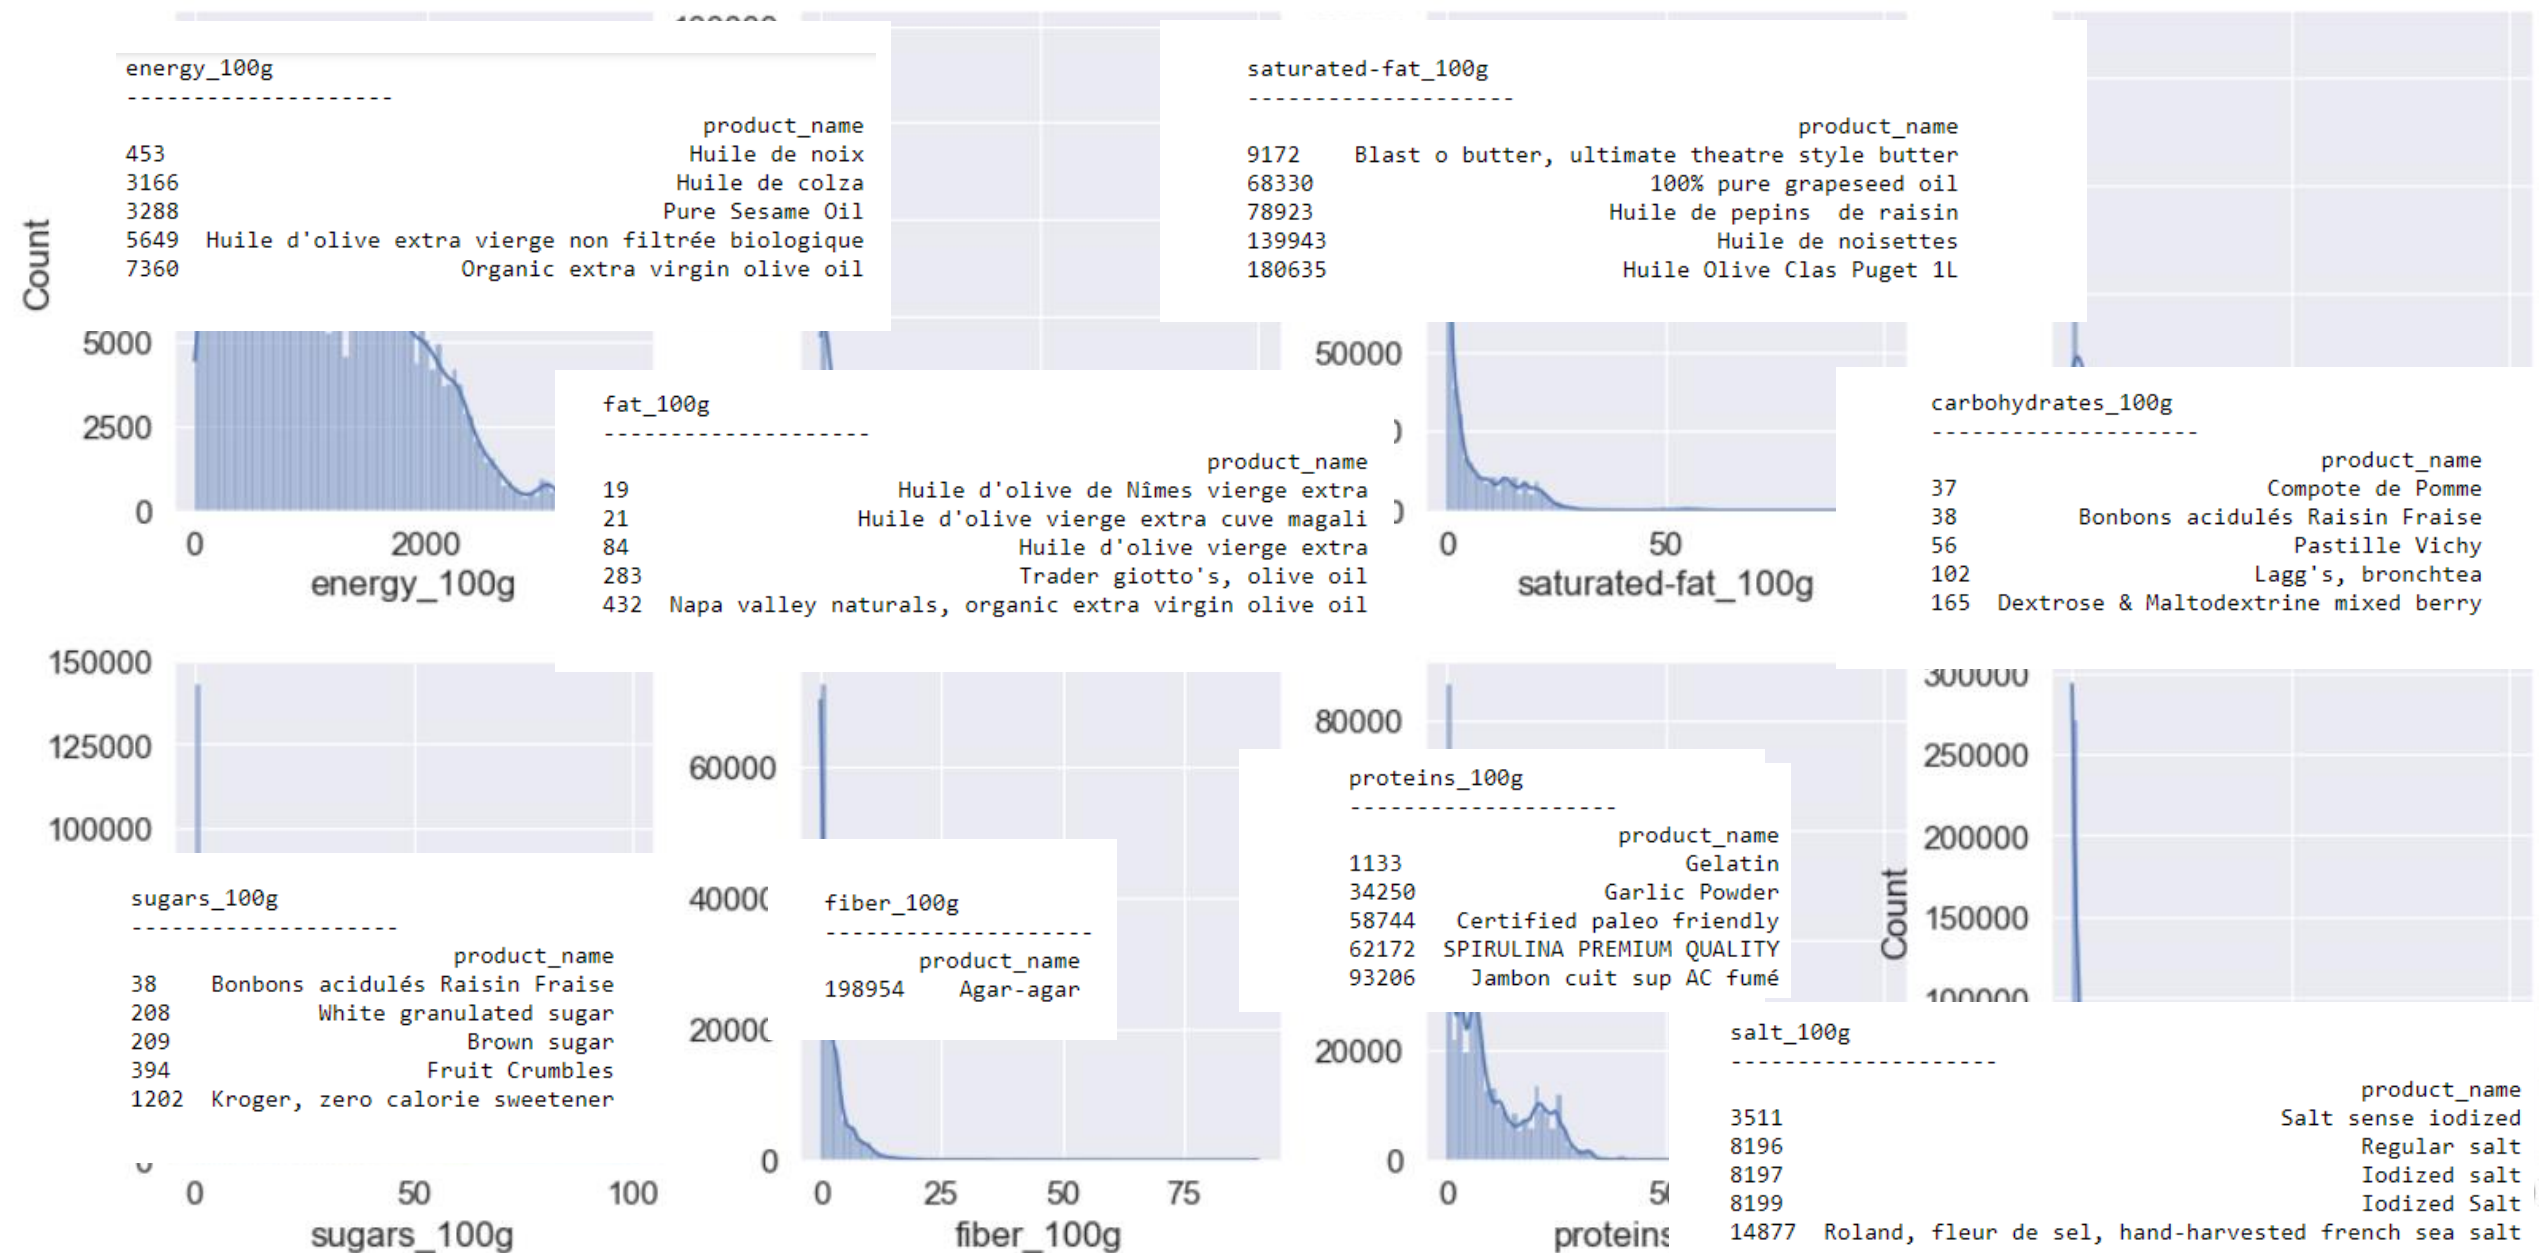 energy_100g
--------------------
product_name
453 Huile de noix
3166 Huile de colza
3288 Pure Sesame Oil
5649 Huile d'olive extra vierge non filtrée biologique
7360 Organic extra virgin olive oil
saturated-fat_100g
--------------------
product_name
9172 Blast o butter, ultimate theatre style butter
68330 100% pure grapeseed oil
78923 Huile de pepins  de raisin
139943 Huile de noisettes
180635 Huile Olive Clas Puget 1L
Count
5000
2500
0
0 2000
energy_100g
fat_100g
--------------------
product_name
19 Huile d'olive de Nîmes vierge extra
21 Huile d'olive vierge extra cuve magali
84 Huile d'olive vierge extra
283 Trader giotto's, olive oil
432 Napa valley naturals, organic extra virgin olive oil
50000
0 50
saturated-fat_100g
carbohydrates_100g
--------------------
product_name
37 Compote de Pomme
38 Bonbons acidulés Raisin Fraise
56 Pastille Vichy
102 Lagg's, bronchtea
165 Dextrose & Maltodextrine mixed berry
150000
125000
100000
sugars_100g
--------------------
product_name
38 Bonbons acidulés Raisin Fraise
208 White granulated sugar
209 Brown sugar
394 Fruit Crumbles
1202 Kroger, zero calorie sweetener
0 50 100
sugars_100g
60000
fiber_100g
--------------------
product_name
198954 Agar-agar
0
0 25 50 75
fiber_100g
80000
proteins_100g
--------------------
product_name
1133 Gelatin
34250 Garlic Powder
58744 Certified paleo friendly
62172 SPIRULINA PREMIUM QUALITY
93206 Jambon cuit sup AC fumé
20000
0
0
proteins
300000
250000
200000
150000
100000
Count
salt_100g
--------------------
product_name
3511 Salt sense iodized
8196 Regular salt
8197 Iodized salt
8199 Iodized Salt
14877 Roland, fleur de sel, hand-harvested french sea salt